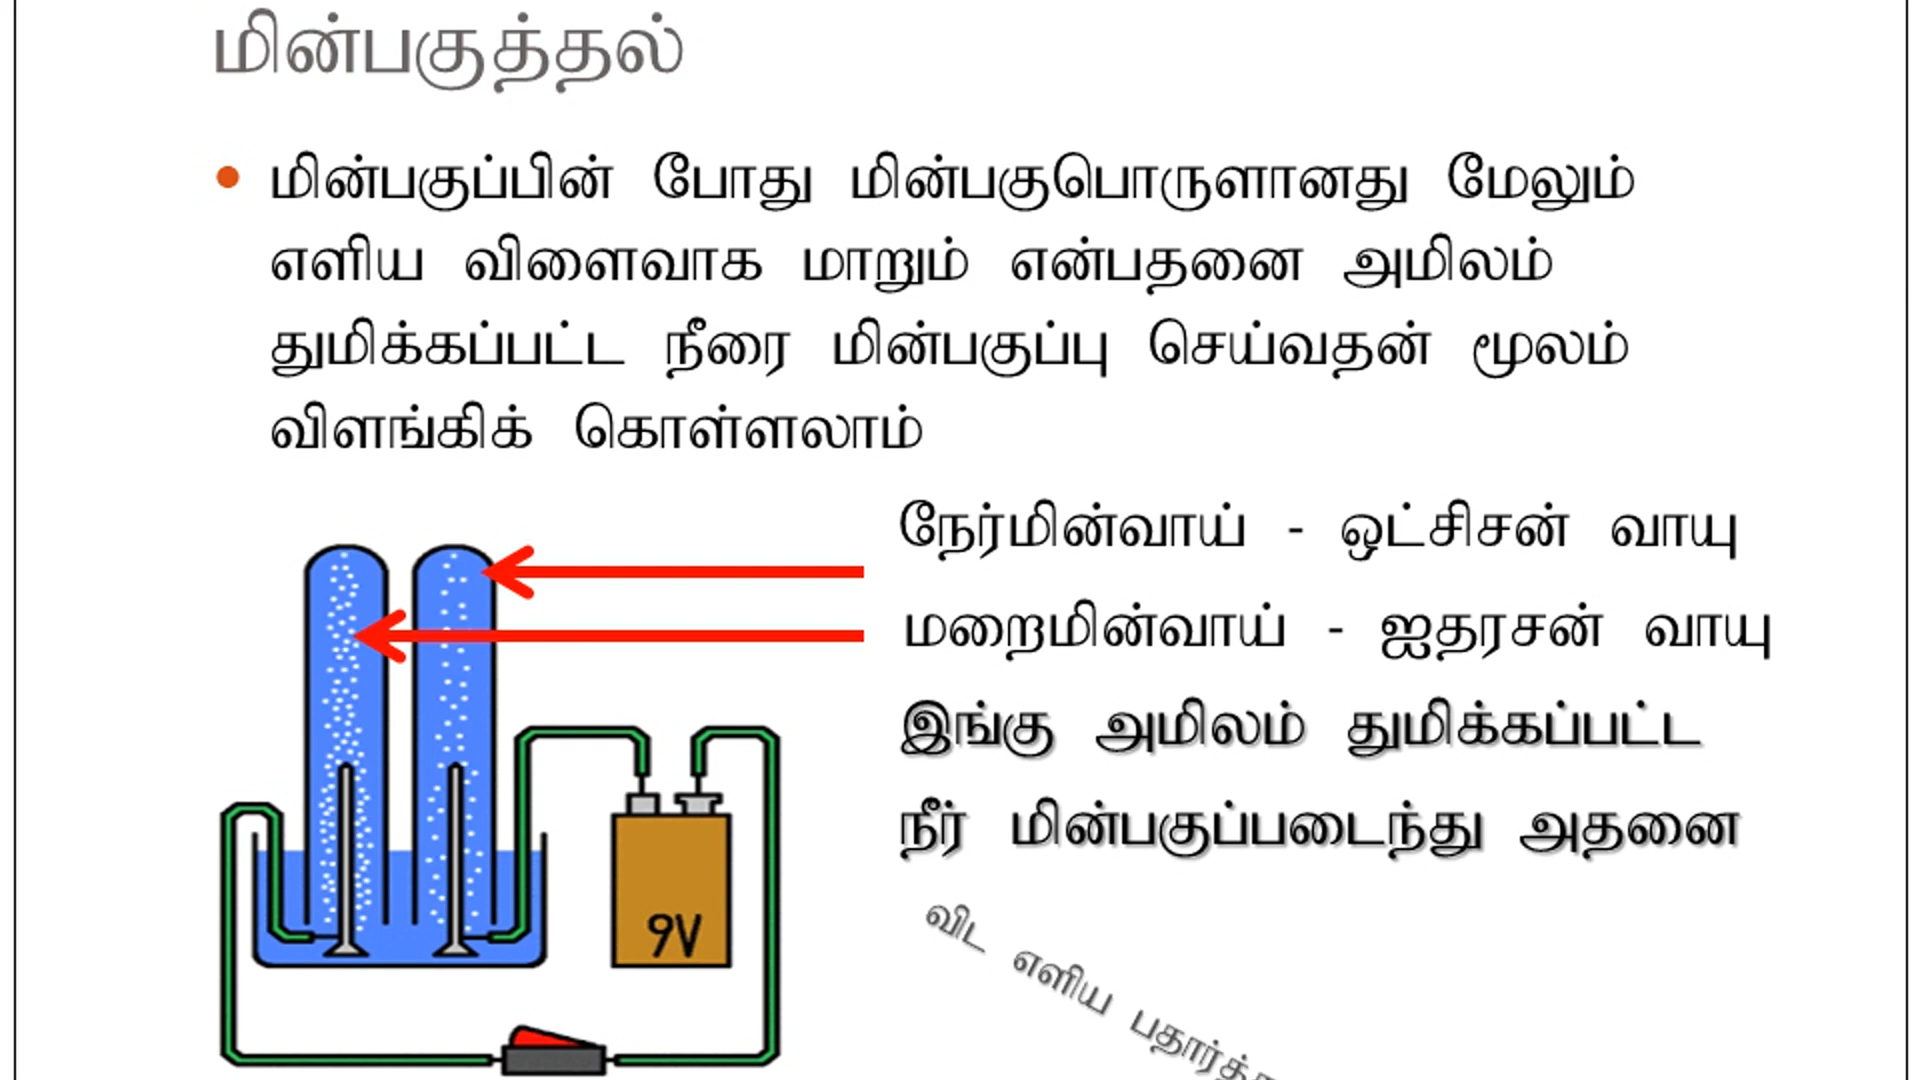 மின்பகுத்தல்
• மின்பகுப்பின் போது மின்பகுபொருளானது மேலும்
எளிய விளைவாக மாறும் என்பதனை அமிலம்
துமிக்கப்பட்ட நீரை மின்பகுப்பு செய்வதன் மூலம்
விளங்கிக் கொள்ளலாம்
நேர்மின்வாய் - ஒட்சிசன் வாயு
மறைமின்வாய் - ஐதரசன் வாயு
இங்கு அமிலம் துமிக்கப்பட்ட
நீர் மின்பகுப்படைந்து அதனை
விட எளிய
9V